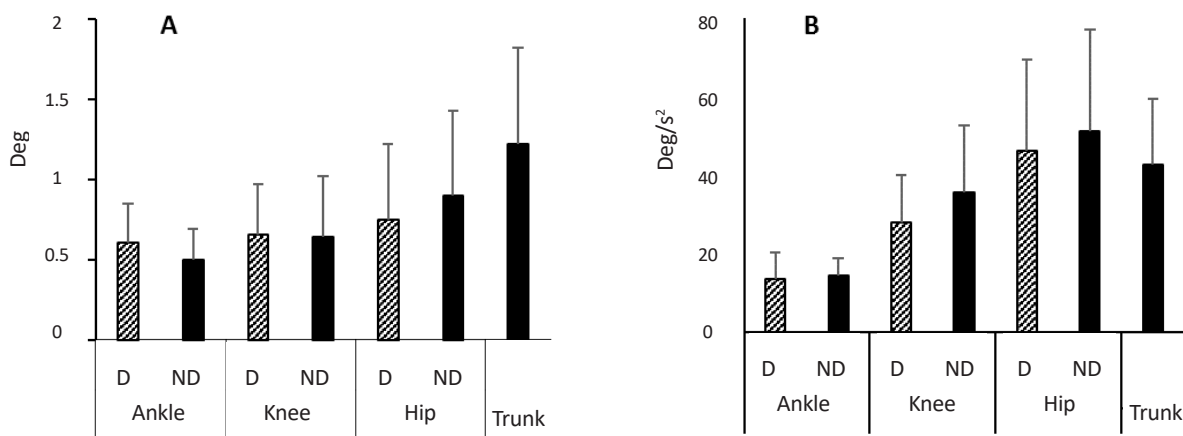 A
Deg
2
1.5
1
0.5
0
D ND D ND D ND
Ankle Knee Hip Trunk
B
Deg/s²
80
60
40
20
0
D ND D ND D ND
Ankle Knee Hip Trunk